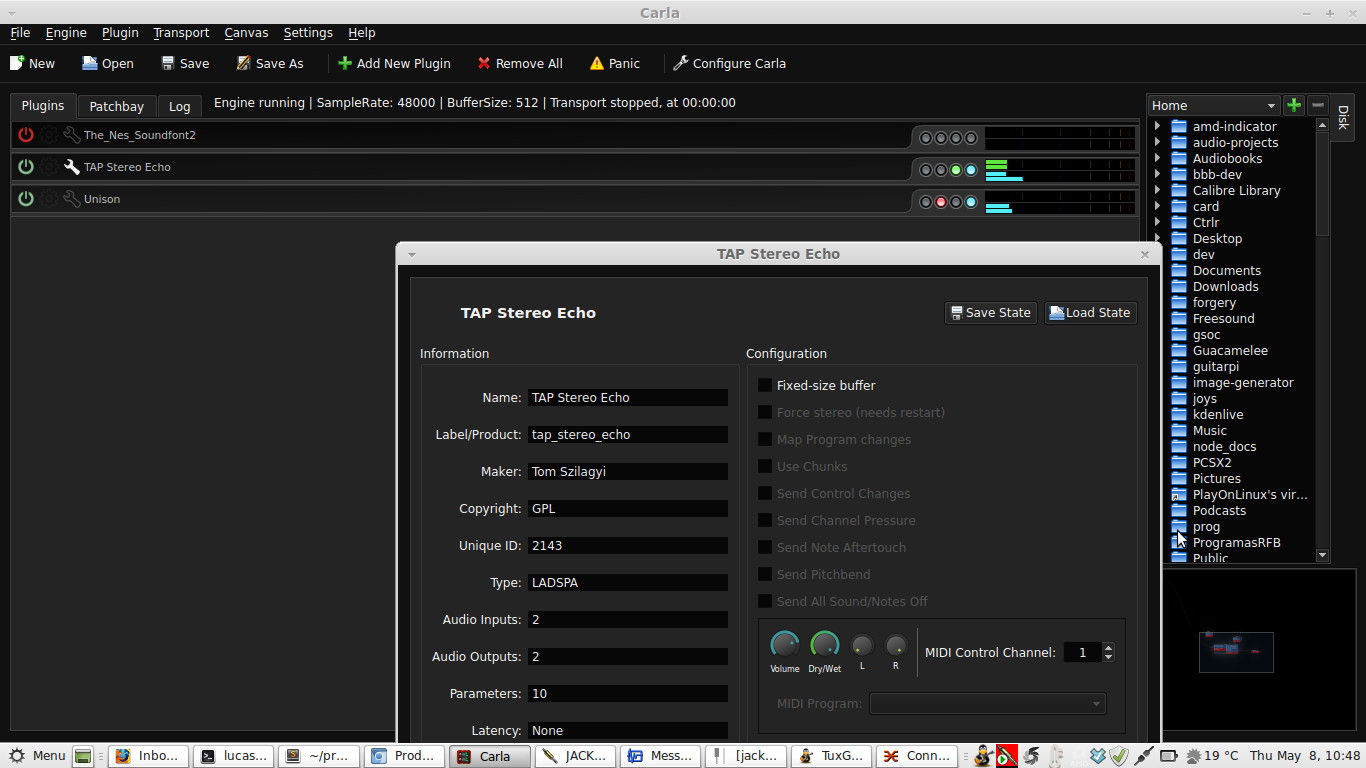 Carla
File Engine Plugin Transport Canvas Settings Help
New Open Save Save As Add New Plugin Remove All Panic Configure Carla
Plugins Patchbay Log Engine running | SampleRate: 48000 | BufferSize: 512 | Transport stopped, at 00:00:00
The_Nes_Soundfont2
TAP Stereo Echo
Unison
Home
Disk
amd-indicator
audio-projects
Audiobooks
bbb-dev
Calibre Library
card
Ctrlr
Desktop
dev
Documents
Downloads
forgery
Freesound
gsoc
Guacamelee
guitarpi
image-generator
joys
kdenlive
Music
node_docs
PCSX2
Pictures
PlayOnLinux's vir...
Podcasts
prog
ProgramasRFB
Public
TAP Stereo Echo
TAP Stereo Echo
Save State Load State
Information
Name: TAP Stereo Echo
Label/Product: tap_stereo_echo
Maker: Tom Szilagyi
Copyright: GPL
Unique ID: 2143
Type: LADSPA
Audio Inputs: 2
Audio Outputs: 2
Parameters: 10
Latency: None
Configuration
Fixed-size buffer
Force stereo (needs restart)
Map Program changes
Use Chunks
Send Control Changes
Send Channel Pressure
Send Note Aftertouch
Send Pitchbend
Send All Sound/Notes Off
Volume Dry/Wet L R
MIDI Control Channel: 1
MIDI Program:
Menu Inbo... lucas... ~/pr... Prod... Carla JACK... Mess... [jack... TuxG... Conn... 19 °C Thu May 8, 10:48